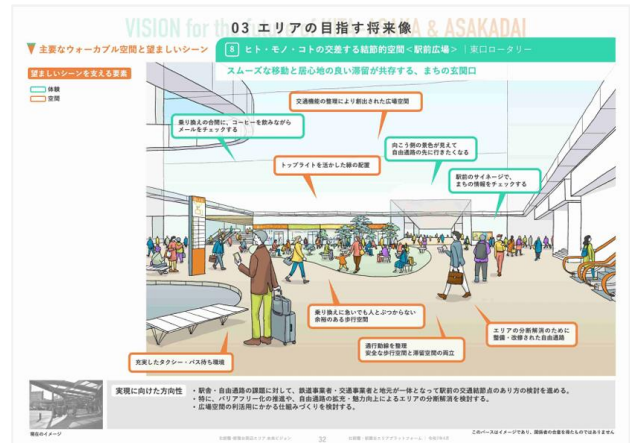 VISION for the
& ASAKADAI
03 エリアの目指す将来像
主要なウォーカブル空間と望ましいシーン
8 ヒト・モノ・コトの交差する結節的空間＜駅前広場＞ ｜東口ロータリー
望ましいシーンを支える要素
体験
空間
スムーズな移動と居心地の良い滞留が共存する、まちの玄関口
交通機能の整理により創出された広場空間
乗り換えの合間に、コーヒーを飲みながら
メールをチェックする
トップライトを活かした緑の配置
向こう側の景色が見えて
自由通路の先に行きたくなる
駅前のサイネージで、
まちの情報をチェックする
乗り換えに急いでも人とぶつからない
余裕のある歩行空間
通行動線を整理
安全な歩行空間と滞留空間の両立
エリアの分断解消のために
整備・改修された自由通路
充実したタクシー・バス待ち環境
実現に向けた方向性
・駅舎・自由通路の課題に対して、鉄道事業者・交通事業者と地元が一体となって駅前の交通結節点のあり方の検討を進める。
・特に、バリアフリー化の推進や、自由通路の拡充・魅力向上によるエリアの分断解消を検討する。
・広場空間の利活用にかかる仕組みづくりを検討する。
現在のイメージ
32
このパースはイメージであり、関係者の合意を得たものではありません